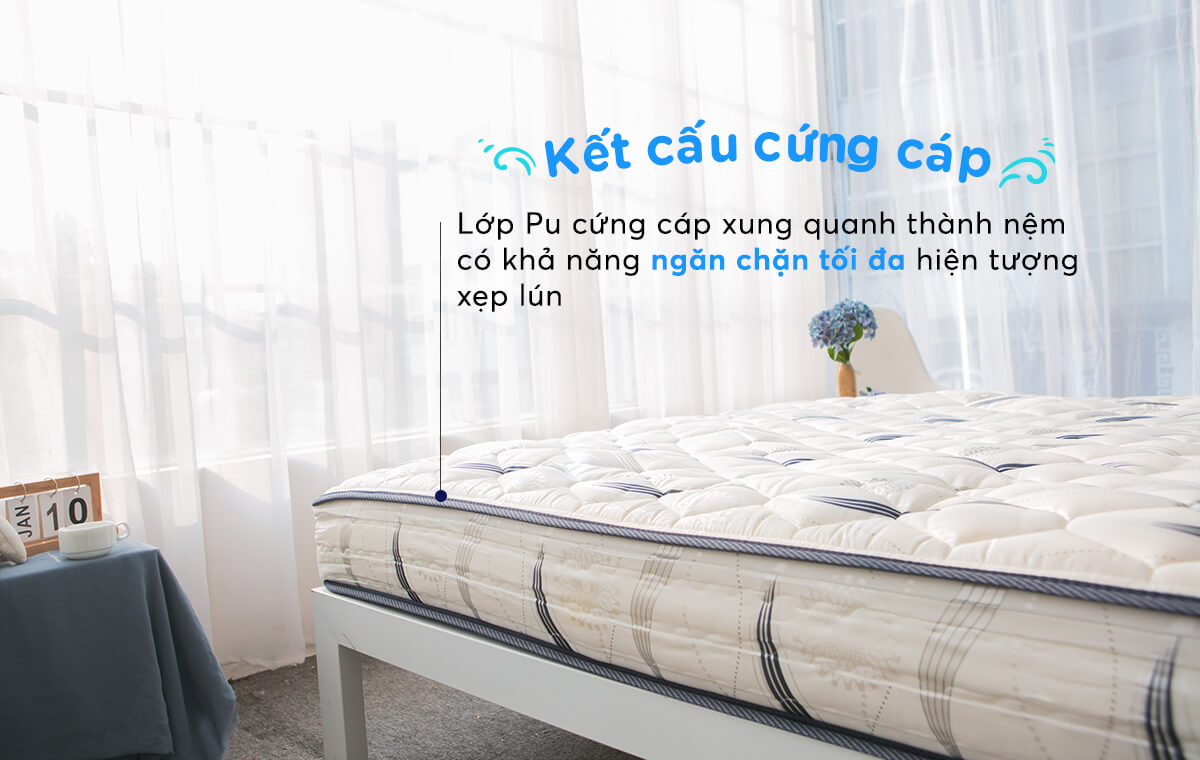 Kết cấu cứng cáp
Lớp Pu cứng cáp xung quanh thành nệm
có khả năng ngăn chặn tối đa hiện tượng
xẹp lún
JAN 10